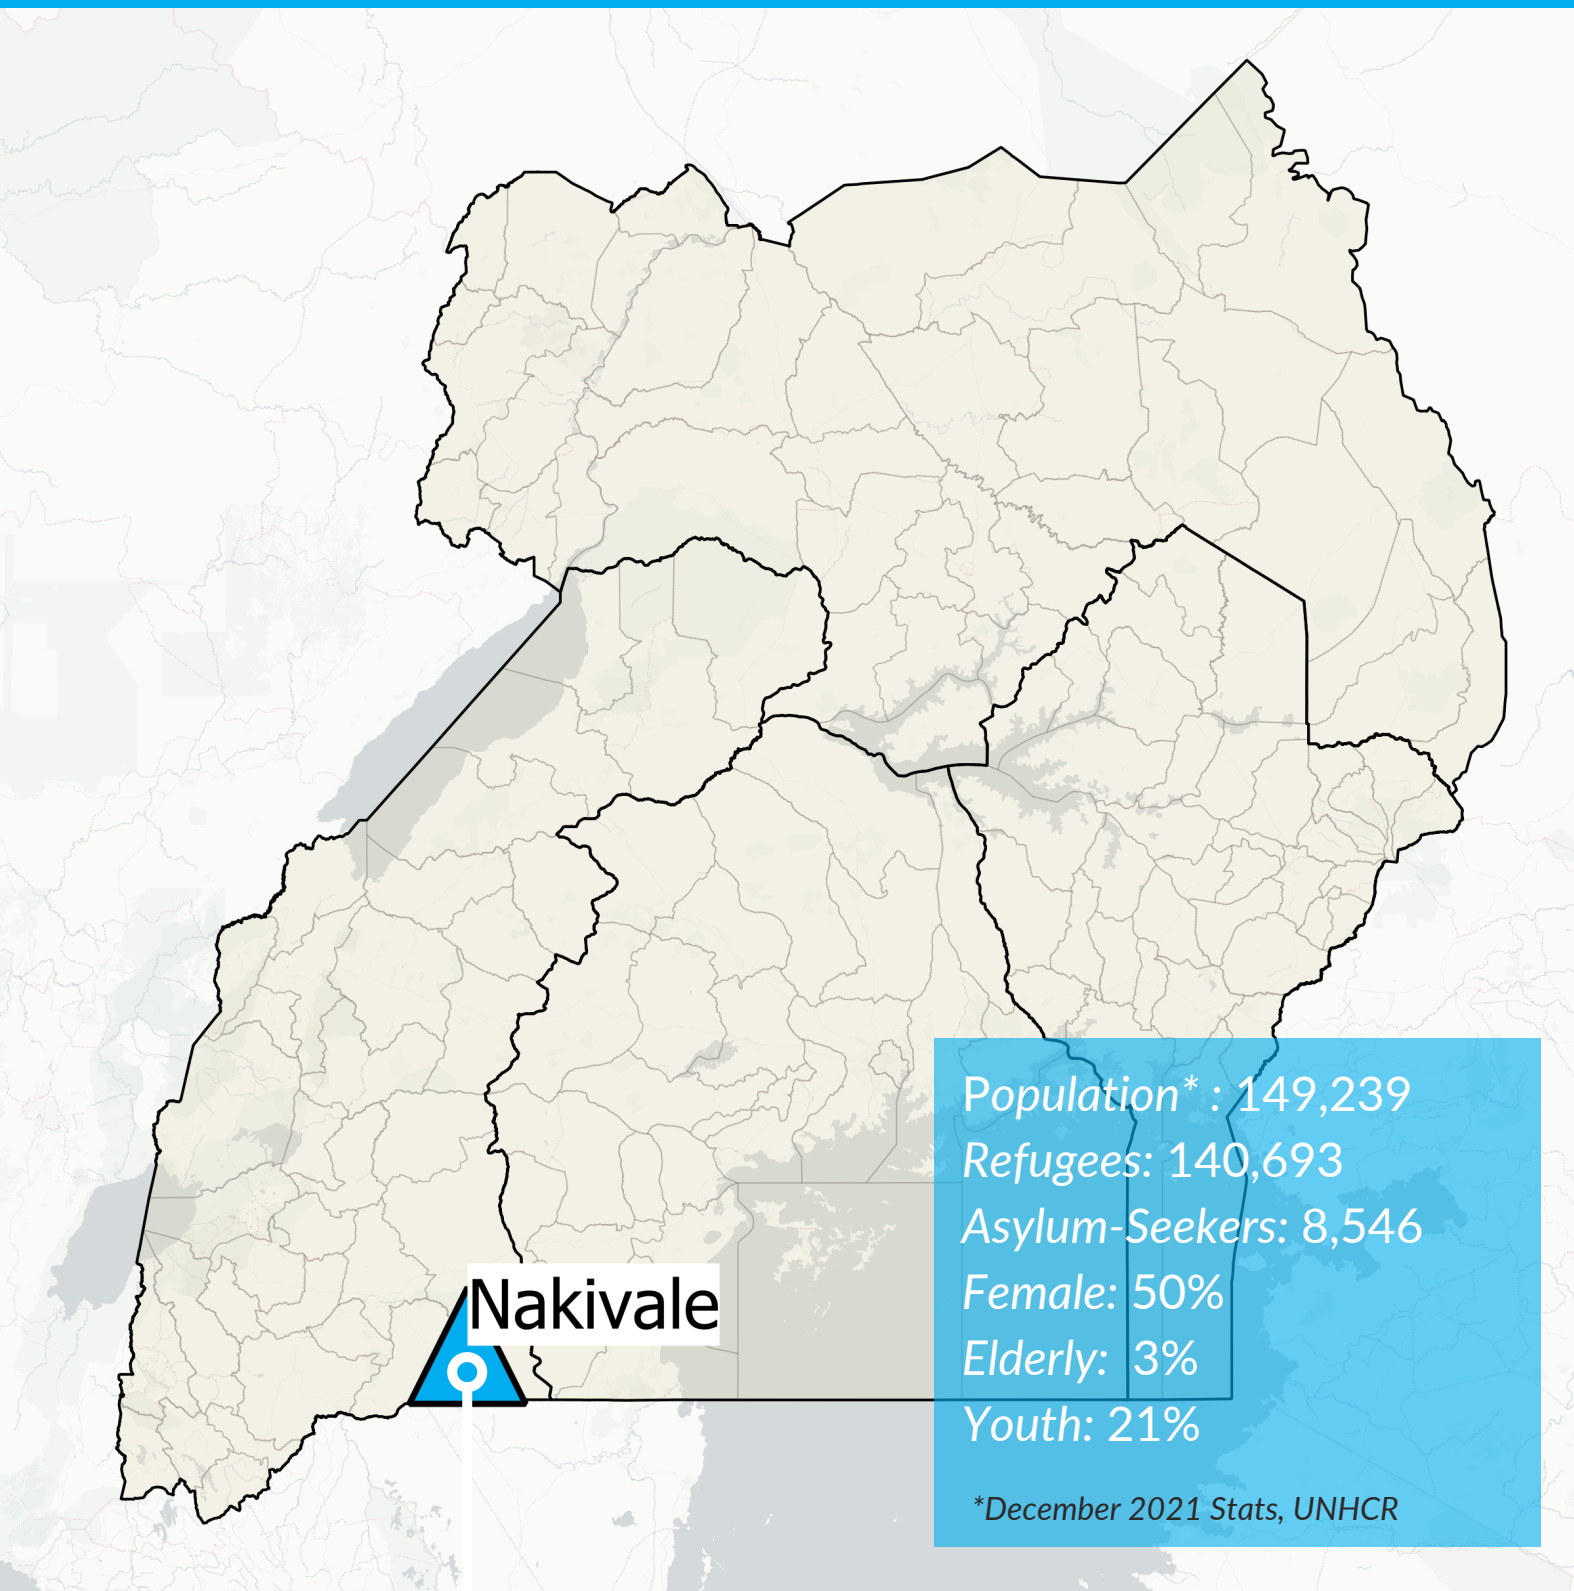 Nakivale
Population* : 149,239
Refugees: 140,693
Asylum-Seekers: 8,546
Female: 50%
Elderly: 3%
Youth: 21%
*December 2021 Stats, UNHCR